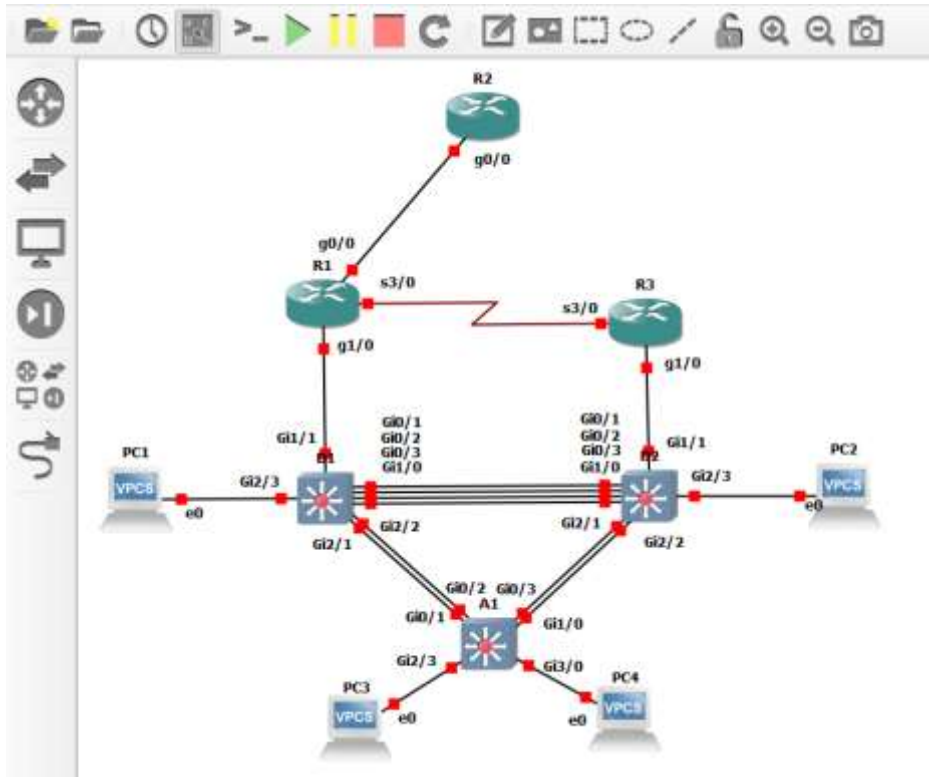 R2
g0/0
g0/0
R1
s3/0
R3
s3/0
g1/0
g1/0
Gi0/1
Gi0/2
Gi0/3
Gi1/0
Gi0/1
Gi0/2
Gi0/3
Gi1/0
Gi1/1
D1
Gi1/1
D2
PC1
VPCS
e0
Gi2/3
Gi2/3
PC2
VPCS
e0
Gi2/2
Gi2/1
Gi2/1
Gi2/2
Gi0/2
Gi0/3
A1
Gi0/1
Gi1/0
Gi2/3
Gi3/0
PC3
VPCS
e0
PC4
VPCS
e0